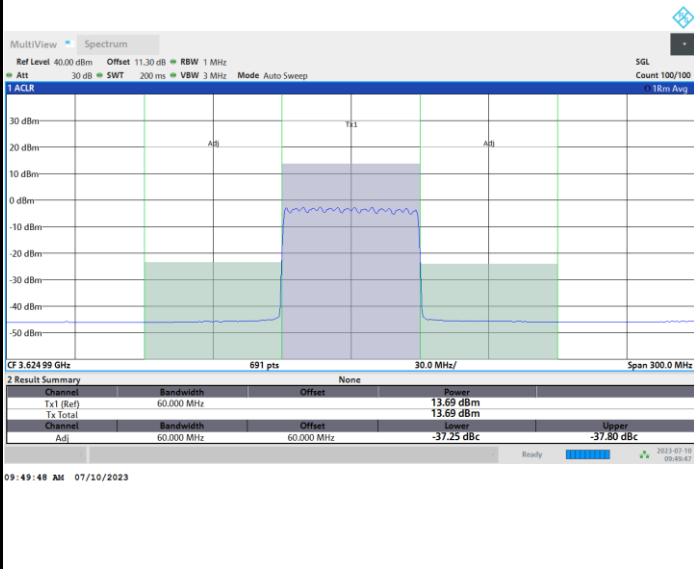 MultiView Spectrum
Ref Level 40.00 dBm Offset 11.30 dB RBW 1 MHz SGL
Att 30 dB SWT 200 ms VBW 3 MHz Mode Auto Sweep Count 100/100
1 ACLR 1Rm Avg
30 dBm
Tx1
20 dBm
Adj Adj
10 dBm
0 dBm
-10 dBm
-20 dBm
-30 dBm
-40 dBm
-50 dBm
CF 3.624 99 GHz 691 pts 30.0 MHz/ Span 300.0 MHz
2 Result Summary None
Channel Bandwidth Offset Power
Tx1 (Ref) 60.000 MHz 13.69 dBm
Tx Total 13.69 dBm
Channel Bandwidth Offset Lower Upper
Adj 60.000 MHz 60.000 MHz -37.25 dBc -37.80 dBc
Ready 2023-07-10
09:49:47
09:49:48 AM 07/10/2023